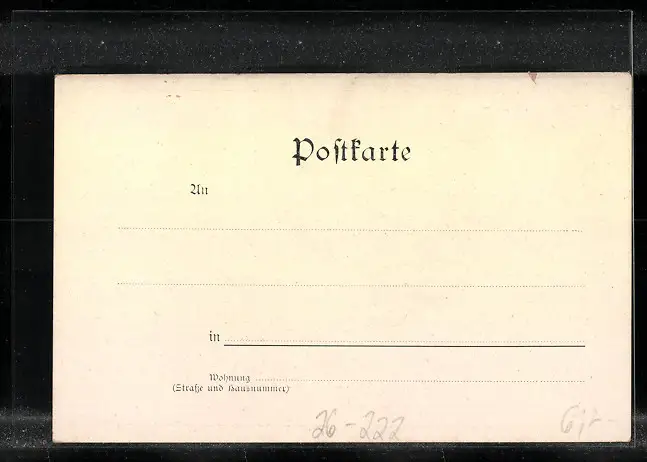 Poſtkarte
An
in
Wohnung
(Straße und Hausnummer)
26-222